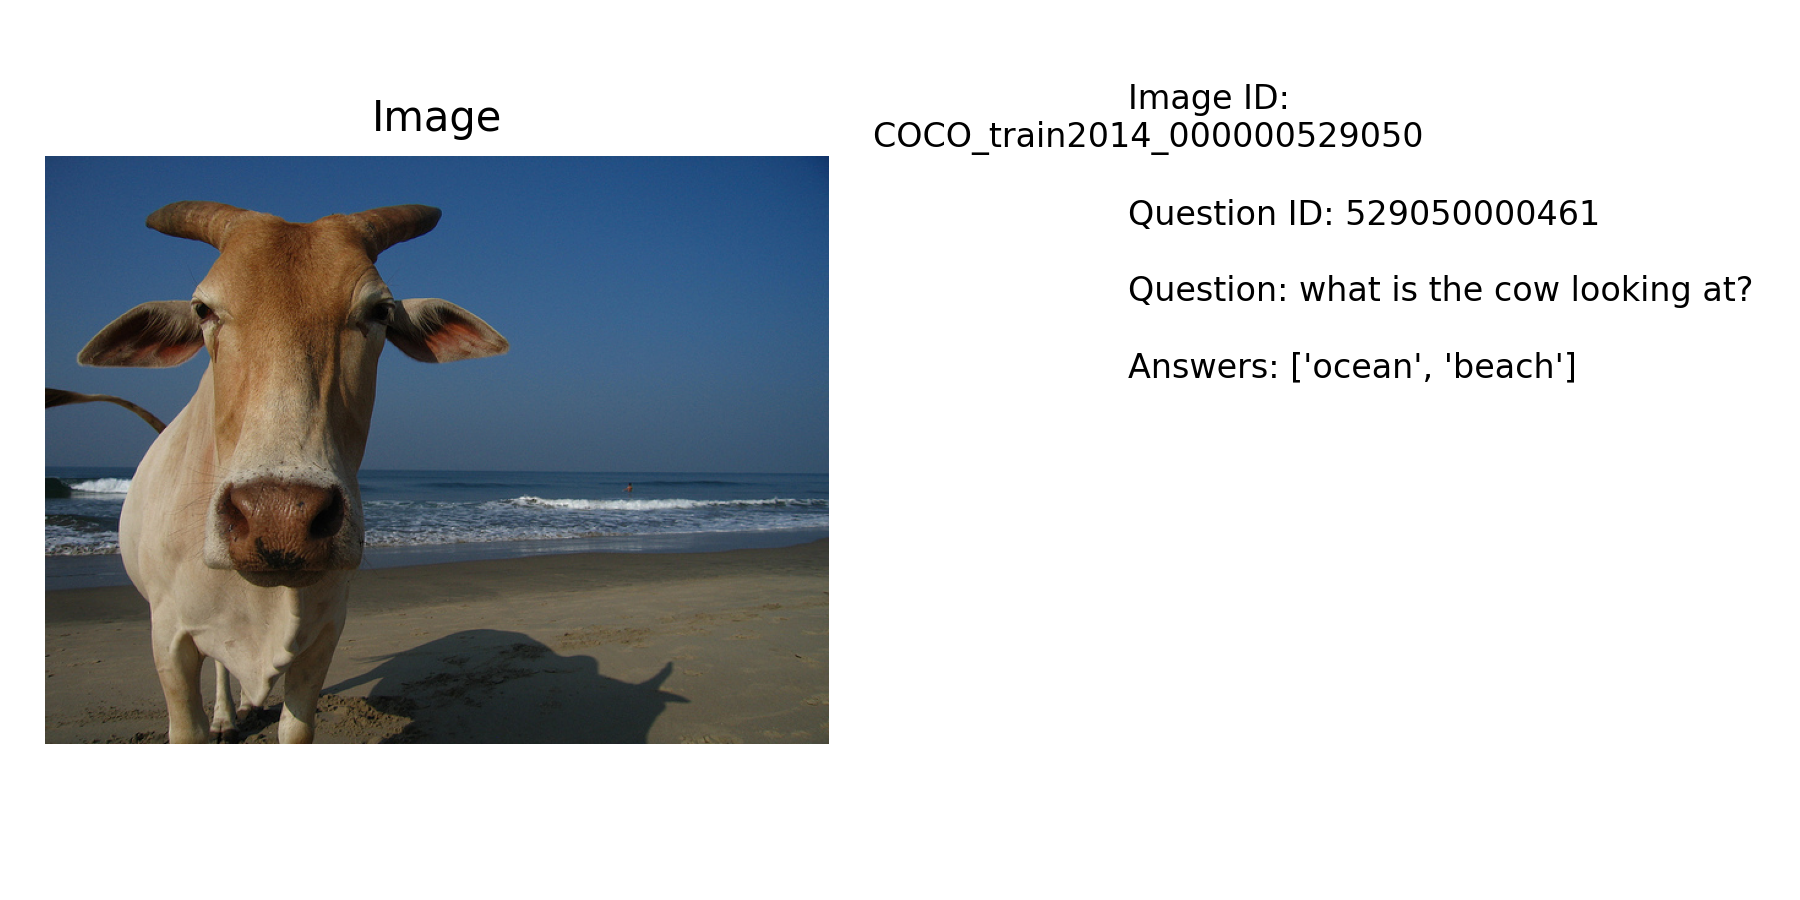 Image
Image ID:
COCO_train2014_000000529050
Question ID: 529050000461
Question: what is the cow looking at?
Answers: ['ocean', 'beach']